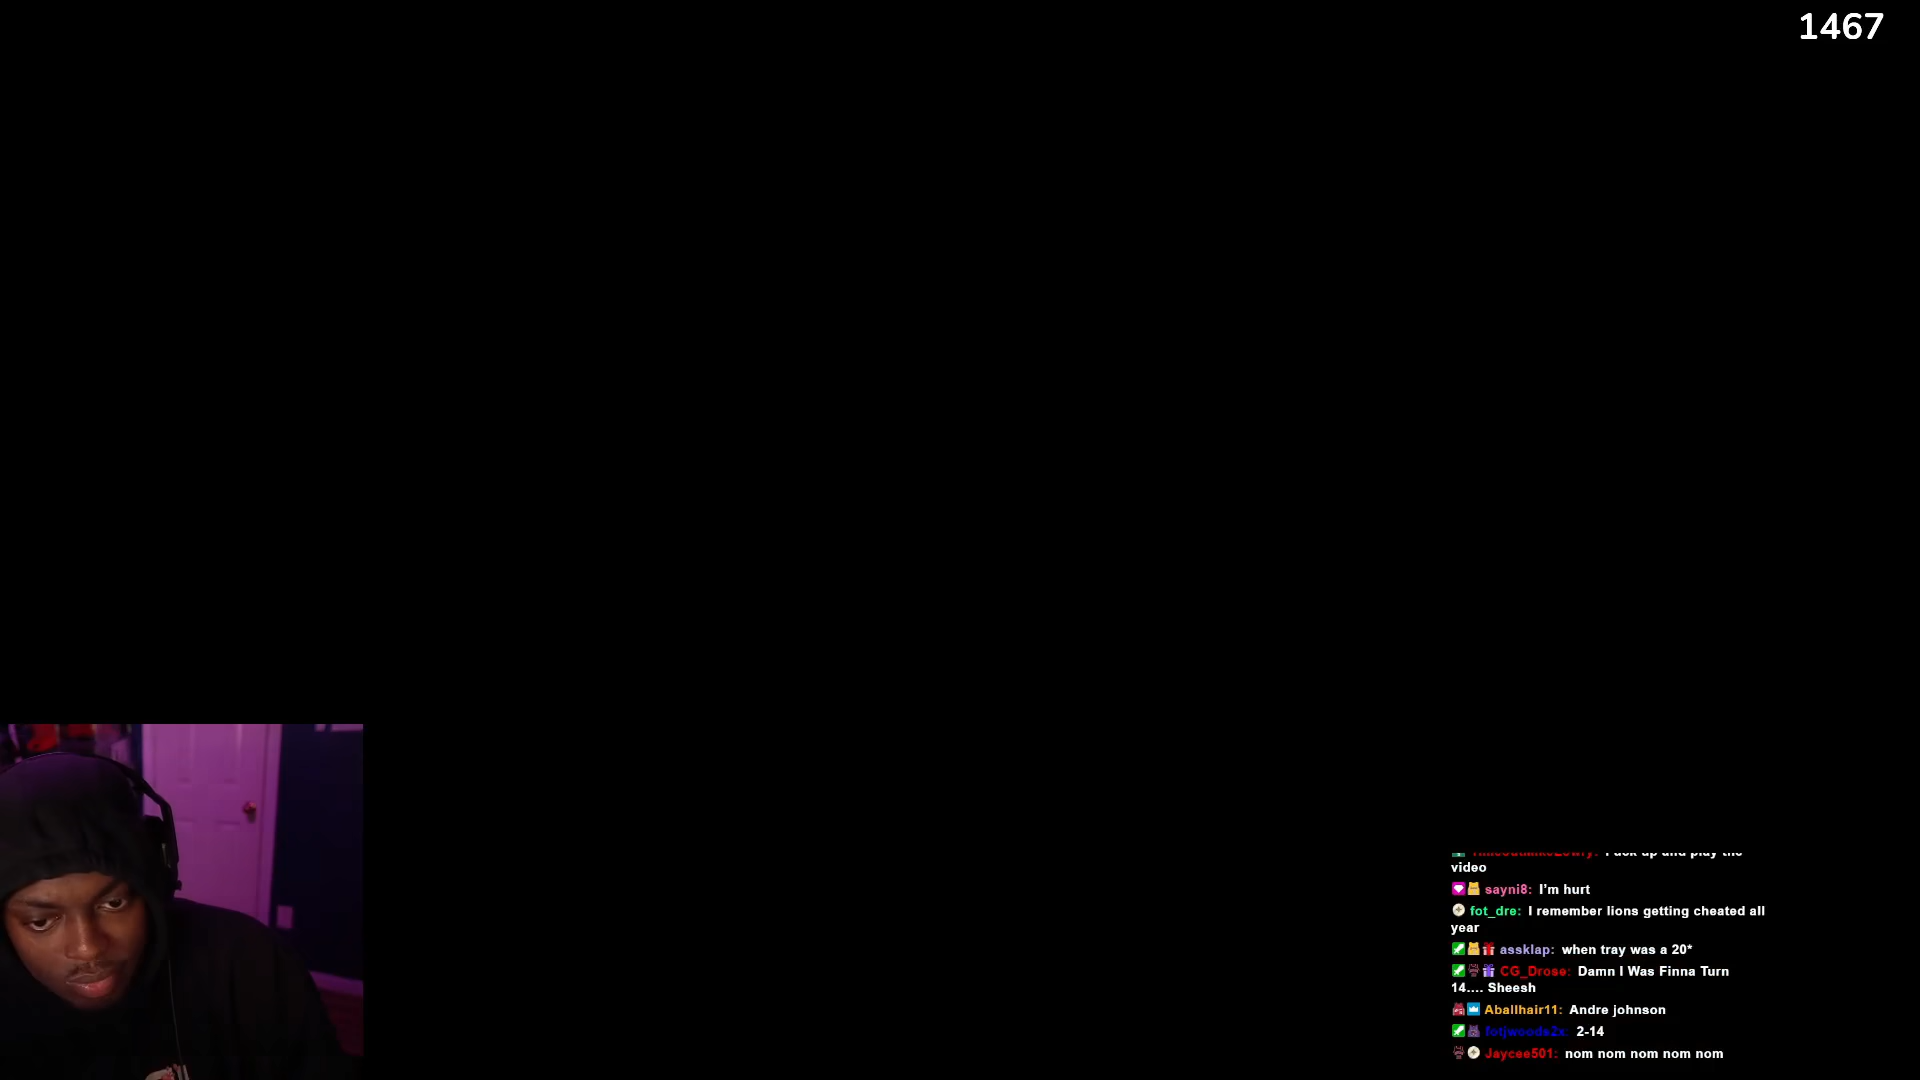 1467
video
sayni8: I'm hurt
fot_dre: I remember lions getting cheated all
year
assklap: when tray was a 20*
CG_Drose: Damn I Was Finna Turn
14.... Sheesh
Aballhair11: Andre johnson
fotjwoods2x: 2-14
Jaycee501: nom nom nom nom nom